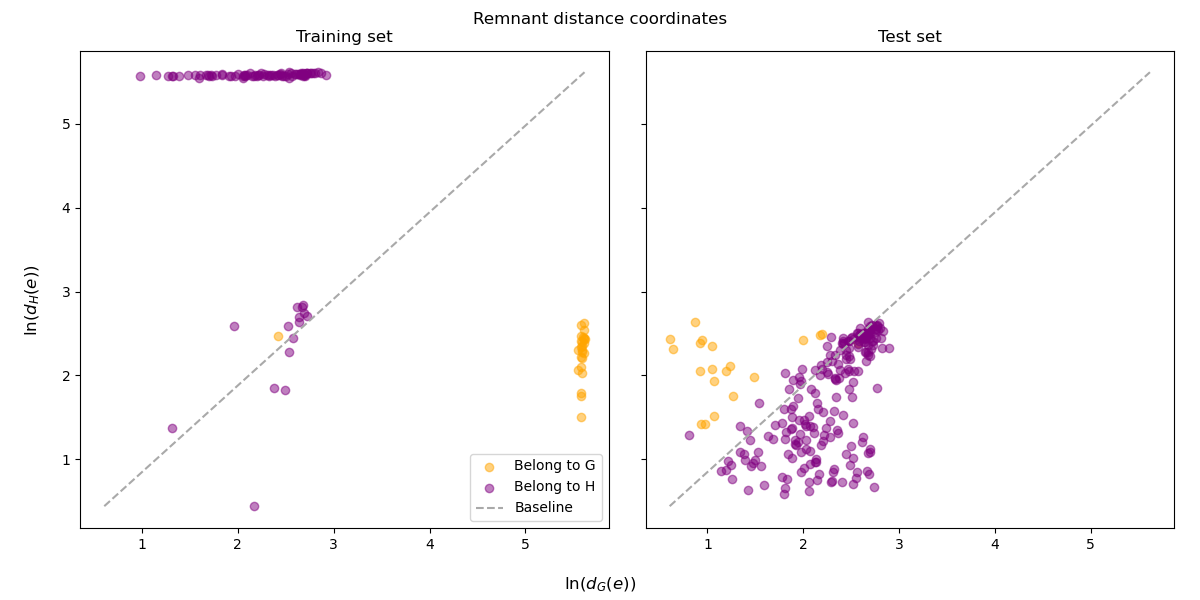 Remnant distance coordinates
Training set
Test set
ln(d_H(e))
5
4
3
2
1
Belong to G
Belong to H
Baseline
1 2 3 4 5
1 2 3 4 5
ln(d_G(e))